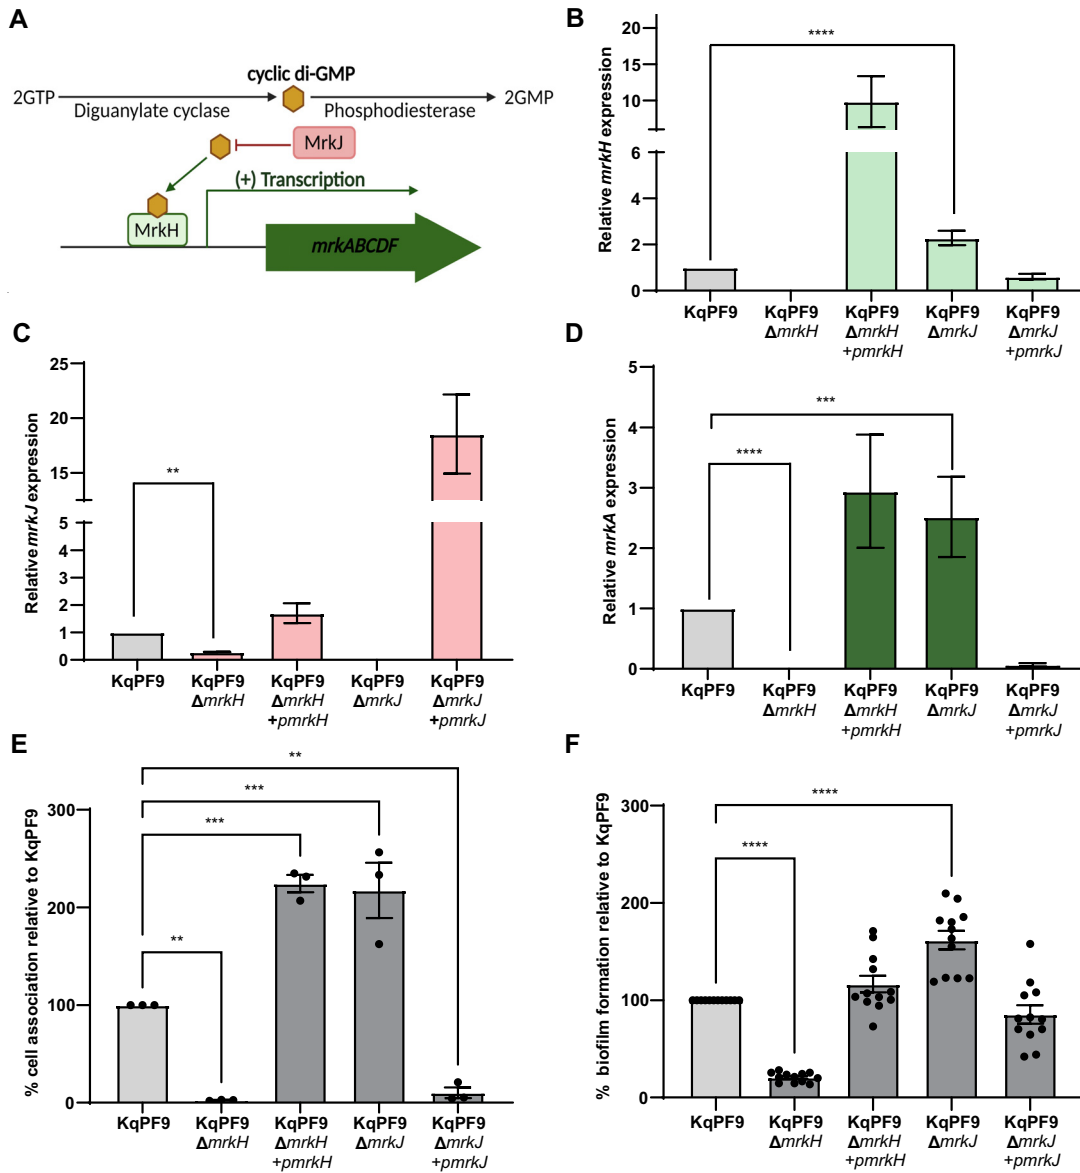 A
cyclic di-GMP
2GTP
2GMP
Diguanylate cyclase
Phosphodiesterase
MrkJ
(+) Transcription
MrkH
mrkABCDF
B
Relative mrkH expression
20
15
10
6
4
2
0
****
KqPF9
KqPF9
ΔmrkH
KqPF9
ΔmrkH
+pmrkH
KqPF9
ΔmrkJ
KqPF9
ΔmrkJ
+pmrkJ
C
Relative mrkJ expression
25
20
15
5
4
3
2
1
0
**
KqPF9
KqPF9
ΔmrkH
KqPF9
ΔmrkH
+pmrkH
KqPF9
ΔmrkJ
KqPF9
ΔmrkJ
+pmrkJ
D
Relative mrkA expression
5
4
3
2
1
0
***
****
KqPF9
KqPF9
ΔmrkH
KqPF9
ΔmrkH
+pmrkH
KqPF9
ΔmrkJ
KqPF9
ΔmrkJ
+pmrkJ
E
% cell association relative to KqPF9
300
200
100
0
**
***
***
**
KqPF9
KqPF9
ΔmrkH
KqPF9
ΔmrkH
+pmrkH
KqPF9
ΔmrkJ
KqPF9
ΔmrkJ
+pmrkJ
F
% biofilm formation relative to KqPF9
300
200
100
0
****
****
KqPF9
KqPF9
ΔmrkH
KqPF9
ΔmrkH
+pmrkH
KqPF9
ΔmrkJ
KqPF9
ΔmrkJ
+pmrkJ